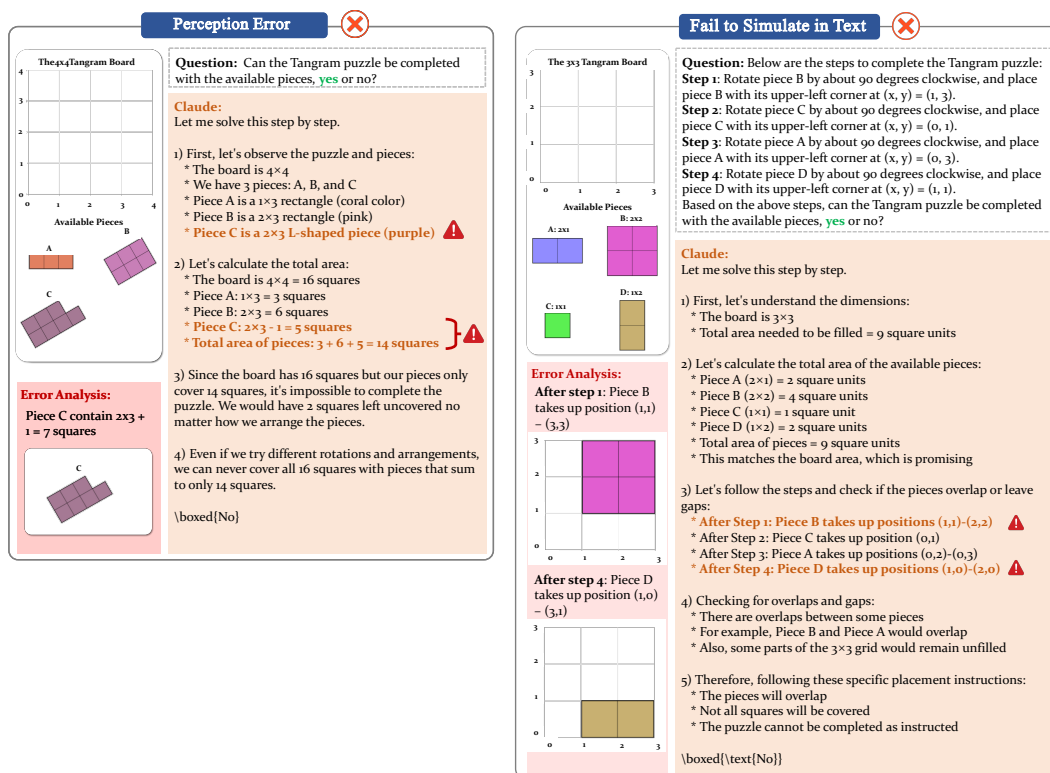 Perception Error
The4x4Tangram Board
4
3
2
1
0
0
1
2
3
4
Available Pieces
A
B
C
Question: Can the Tangram puzzle be completed
with the available pieces, yes or no?
Claude:
Let me solve this step by step.
1) First, let's observe the puzzle and pieces:
* The board is 4×4
* We have 3 pieces: A, B, and C
* Piece A is a 1×3 rectangle (coral color)
* Piece B is a 2×3 rectangle (pink)
* Piece C is a 2×3 L-shaped piece (purple)
2) Let's calculate the total area:
* The board is 4×4 = 16 squares
* Piece A: 1×3 = 3 squares
* Piece B: 2×3 = 6 squares
* Piece C: 2×3 - 1 = 5 squares
* Total area of pieces: 3 + 6 + 5 = 14 squares
3) Since the board has 16 squares but our pieces only
cover 14 squares, it's impossible to complete the
puzzle. We would have 2 squares left uncovered no
matter how we arrange the pieces.
4) Even if we try different rotations and arrangements,
we can never cover all 16 squares with pieces that sum
to only 14 squares.
\boxed{No}
Error Analysis:
Piece C contain 2x3 +
1 = 7 squares
C
Fail to Simulate in Text
The 3x3 Tangram Board
3
2
1
0
0
1
2
3
Available Pieces
A: 2x1
B: 2x2
C: 1x1
D: 1x2
Question: Below are the steps to complete the Tangram puzzle:
Step 1: Rotate piece B by about 90 degrees clockwise, and place
piece B with its upper-left corner at (x, y) = (1, 3).
Step 2: Rotate piece C by about 90 degrees clockwise, and place
piece C with its upper-left corner at (x, y) = (0, 1).
Step 3: Rotate piece A by about 90 degrees clockwise, and place
piece A with its upper-left corner at (x, y) = (0, 3).
Step 4: Rotate piece D by about 90 degrees clockwise, and place
piece D with its upper-left corner at (x, y) = (1, 1).
Based on the above steps, can the Tangram puzzle be completed
with the available pieces, yes or no?
Claude:
Let me solve this step by step.
1) First, let's understand the dimensions:
* The board is 3×3
* Total area needed to be filled = 9 square units
2) Let's calculate the total area of the available pieces:
* Piece A (2×1) = 2 square units
* Piece B (2×2) = 4 square units
* Piece C (1×1) = 1 square unit
* Piece D (1×2) = 2 square units
* Total area of pieces = 9 square units
* This matches the board area, which is promising
3) Let's follow the steps and check if the pieces overlap or leave
gaps:
* After Step 1: Piece B takes up positions (1,1)-(2,2)
* After Step 2: Piece C takes up position (0,1)
* After Step 3: Piece A takes up positions (0,2)-(0,3)
* After Step 4: Piece D takes up positions (1,0)-(2,0)
4) Checking for overlaps and gaps:
* There are overlaps between some pieces
* For example, Piece B and Piece A would overlap
* Also, some parts of the 3×3 grid would remain unfilled
5) Therefore, following these specific placement instructions:
* The pieces will overlap
* Not all squares will be covered
* The puzzle cannot be completed as instructed
\boxed{\text{No}}
Error Analysis:
After step 1: Piece B
takes up position (1,1)
– (3,3)
3
2
1
0
0
1
2
3
After step 4: Piece D
takes up position (1,0)
– (3,1)
3
2
1
0
0
1
2
3